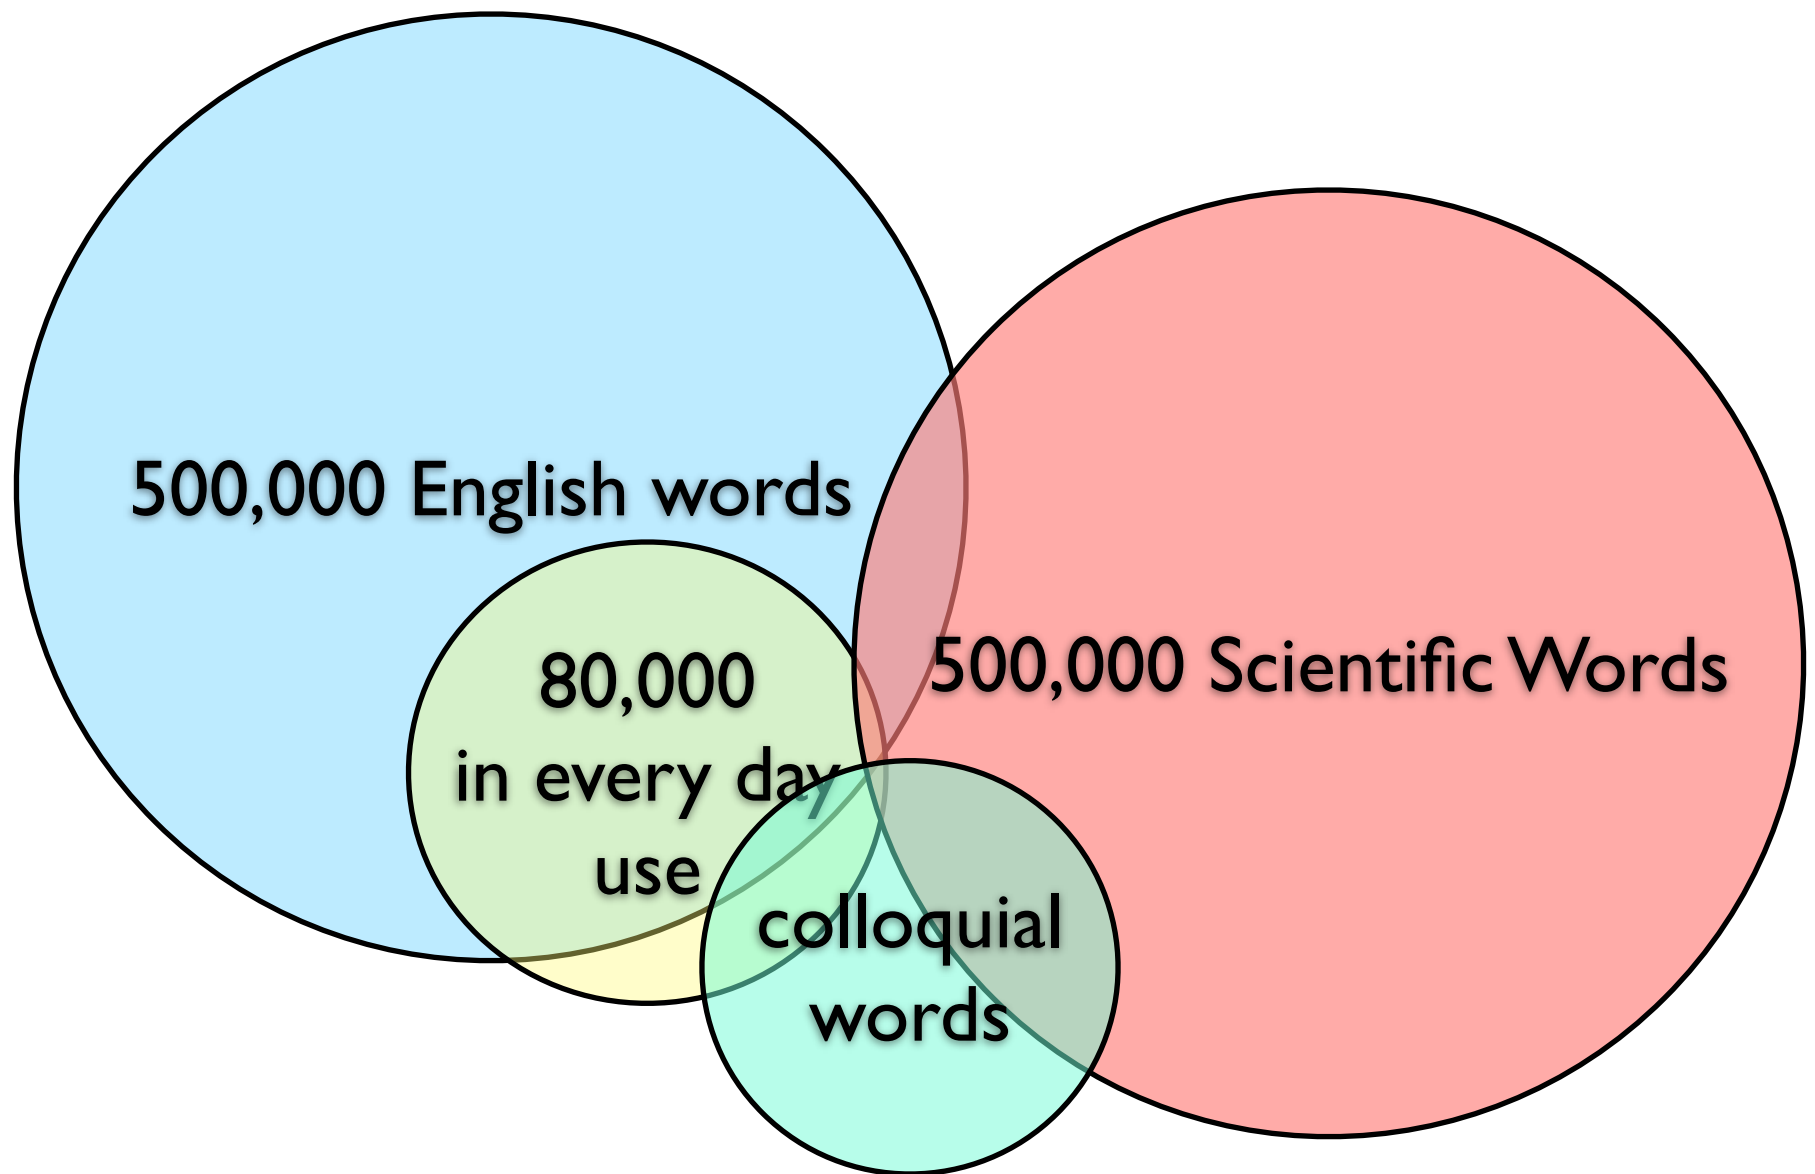 500,000 English words
500,000 Scientific Words
80,000
in every day
use
colloquial
words